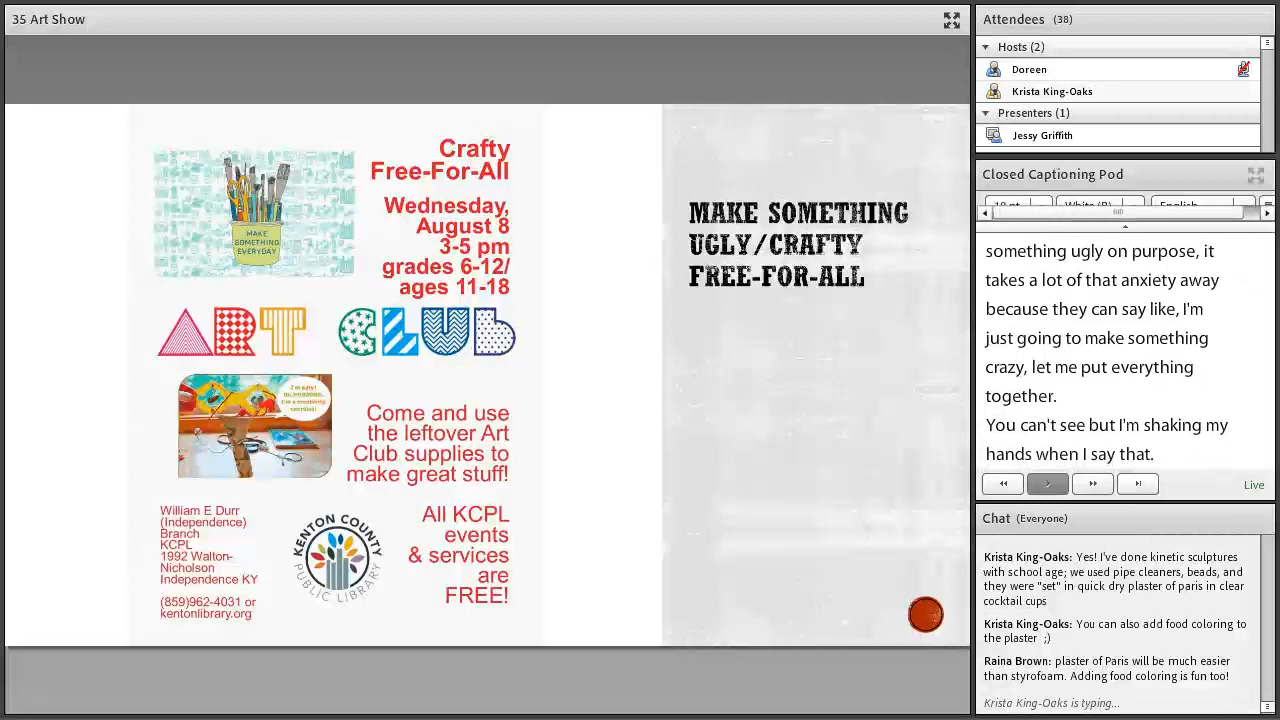 35 Art Show
Crafty
Free-For-All
Wednesday,
August 8
3-5 pm
grades 6-12/
ages 11-18
MAKE
SOMETHING
EVERYDAY
ART CLUb
I'm ugly!
Come and use
the leftover Art
Club supplies to
make great stuff!
William E Durr
(Independence)
Branch
KCPL
1992 Walton-
Nicholson
Independence KY
(859)962-4031 or
kentonlibrary.org
KENTON COUNTY
PUBLIC LIBRARY
All KCPL
events
& services
are
FREE!
MAKE SOMETHING
UGLY/CRAFTY
FREE-FOR-ALL
Attendees (38)
Hosts (2)
Doreen
Krista King-Oaks
Presenters (1)
Jessy Griffith
Closed Captioning Pod
something ugly on purpose, it
takes a lot of that anxiety away
because they can say like, I'm
just going to make something
crazy, let me put everything
together.
You can't see but I'm shaking my
hands when I say that.
Live
Chat (Everyone)
Krista King-Oaks: Yes! I've done kinetic sculptures
with school age; we used pipe cleaners, beads, and
they were "set" in quick dry plaster of paris in clear
cocktail cups
Krista King-Oaks: You can also add food coloring to
the plaster ;)
Raina Brown: plaster of Paris will be much easier
than styrofoam. Adding food coloring is fun too!
Krista King-Oaks is typing...